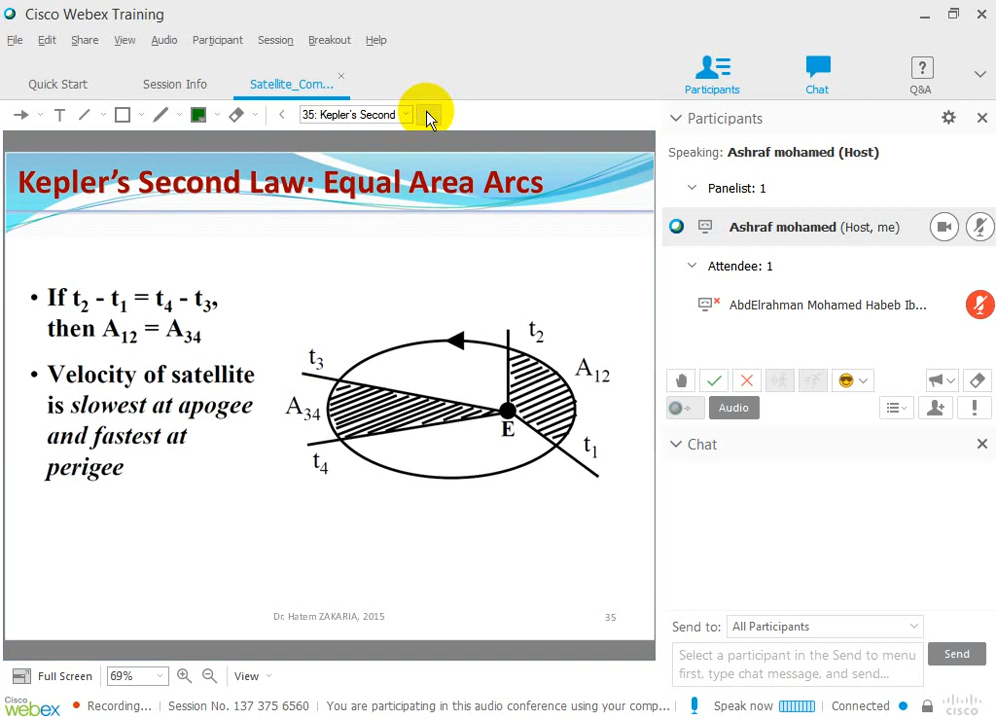 Cisco Webex Training
File Edit Share View Audio Participant Session Breakout Help
Quick Start Session Info Satellite_Com...
Participants Chat Q&A
T 35: Kepler's Second
Participants
Speaking: Ashraf mohamed (Host)
Panelist: 1
Ashraf mohamed (Host, me)
Attendee: 1
AbdElrahman Mohamed Habeb Ib...
Audio
Chat
Send to: All Participants
Select a participant in the Send to menu
first, type chat message, and send...
Send
Kepler's Second Law: Equal Area Arcs
• If t₂ - t₁ = t₄ - t₃,
then A₁₂ = A₃₄
• Velocity of satellite
is slowest at apogee
and fastest at
perigee
t₂
t₃
A₁₂
A₃₄
E
t₁
t₄
Dr. Hatem ZAKARIA, 2015 35
Full Screen 69% View
Cisco webex Recording... Session No. 137 375 6560 You are participating in this audio conference using your comp... Speak now Connected cisco